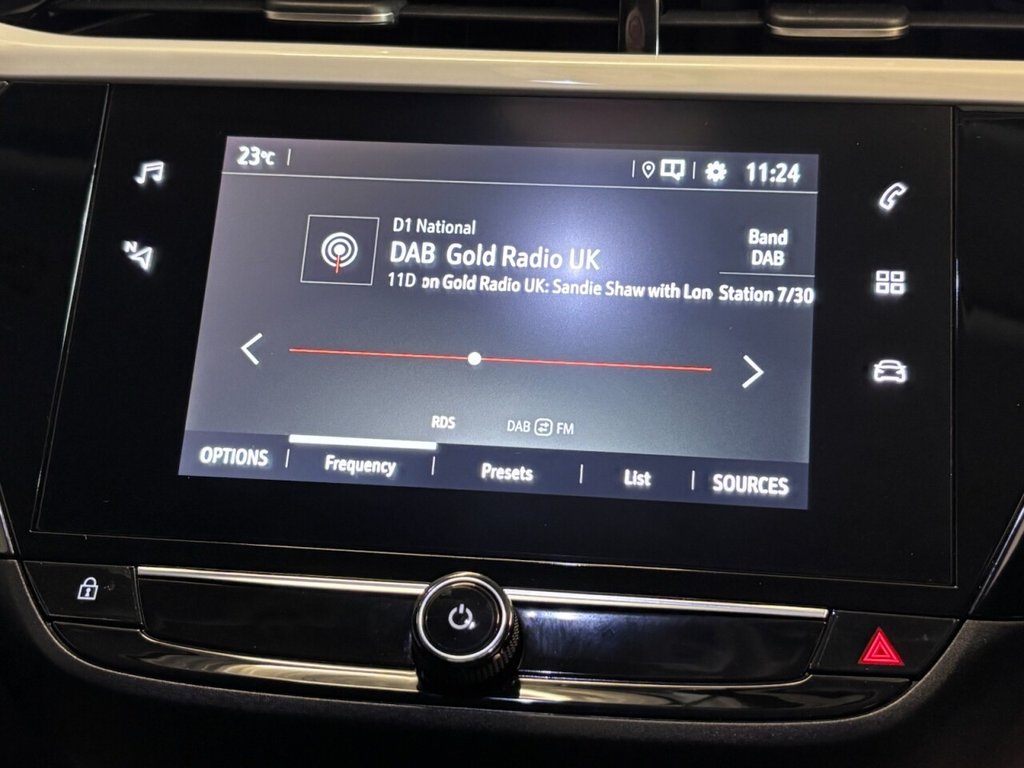 23°C
11:24
N
D1 National
DAB Gold Radio UK
11D on Gold Radio UK: Sandie Shaw with Lon
Band
DAB
Station 7/30
RDS
DAB FM
OPTIONS
Frequency
Presets
List
SOURCES